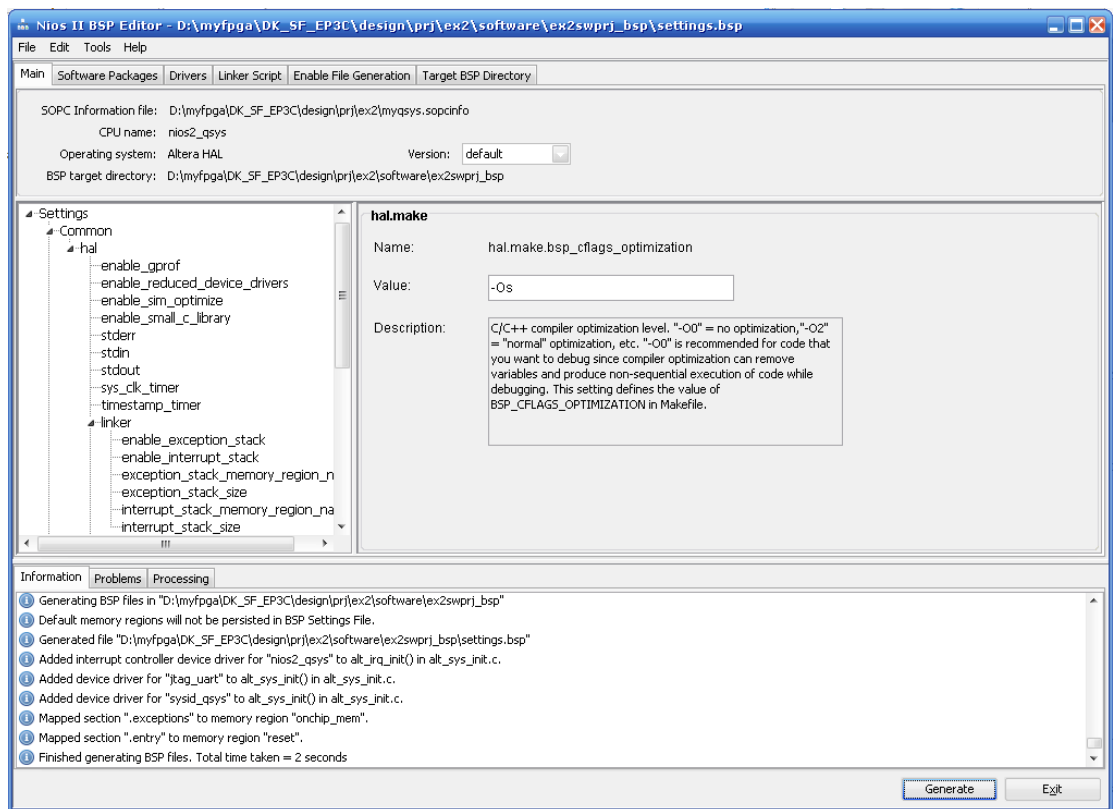 Nios II BSP Editor - D:\myfpga\DK_SF_EP3C\design\prj\ex2\software\ex2swprj_bsp\settings.bsp
File Edit Tools Help
Main Software Packages Drivers Linker Script Enable File Generation Target BSP Directory
SOPC Information file: D:\myfpga\DK_SF_EP3C\design\prj\ex2\myqsys.sopcinfo
CPU name: nios2_qsys
Operating system: Altera HAL Version: default
BSP target directory: D:\myfpga\DK_SF_EP3C\design\prj\ex2\software\ex2swprj_bsp
Settings
Common
hal
enable_gprof
enable_reduced_device_drivers
enable_sim_optimize
enable_small_c_library
stderr
stdin
stdout
sys_clk_timer
timestamp_timer
linker
enable_exception_stack
enable_interrupt_stack
exception_stack_memory_region_n
exception_stack_size
interrupt_stack_memory_region_na
interrupt_stack_size
hal.make
Name: hal.make.bsp_cflags_optimization
Value: -Os
Description: C/C++ compiler optimization level. "-O0" = no optimization,"-O2"
= "normal" optimization, etc. "-O0" is recommended for code that
you want to debug since compiler optimization can remove
variables and produce non-sequential execution of code while
debugging. This setting defines the value of
BSP_CFLAGS_OPTIMIZATION in Makefile.
Information Problems Processing
Generating BSP files in "D:\myfpga\DK_SF_EP3C\design\prj\ex2\software\ex2swprj_bsp"
Default memory regions will not be persisted in BSP Settings File.
Generated file "D:\myfpga\DK_SF_EP3C\design\prj\ex2\software\ex2swprj_bsp\settings.bsp"
Added interrupt controller device driver for "nios2_qsys" to alt_irq_init() in alt_sys_init.c.
Added device driver for "jtag_uart" to alt_sys_init() in alt_sys_init.c.
Added device driver for "sysid_qsys" to alt_sys_init() in alt_sys_init.c.
Mapped section ".exceptions" to memory region "onchip_mem".
Mapped section ".entry" to memory region "reset".
Finished generating BSP files. Total time taken = 2 seconds
Generate Exit